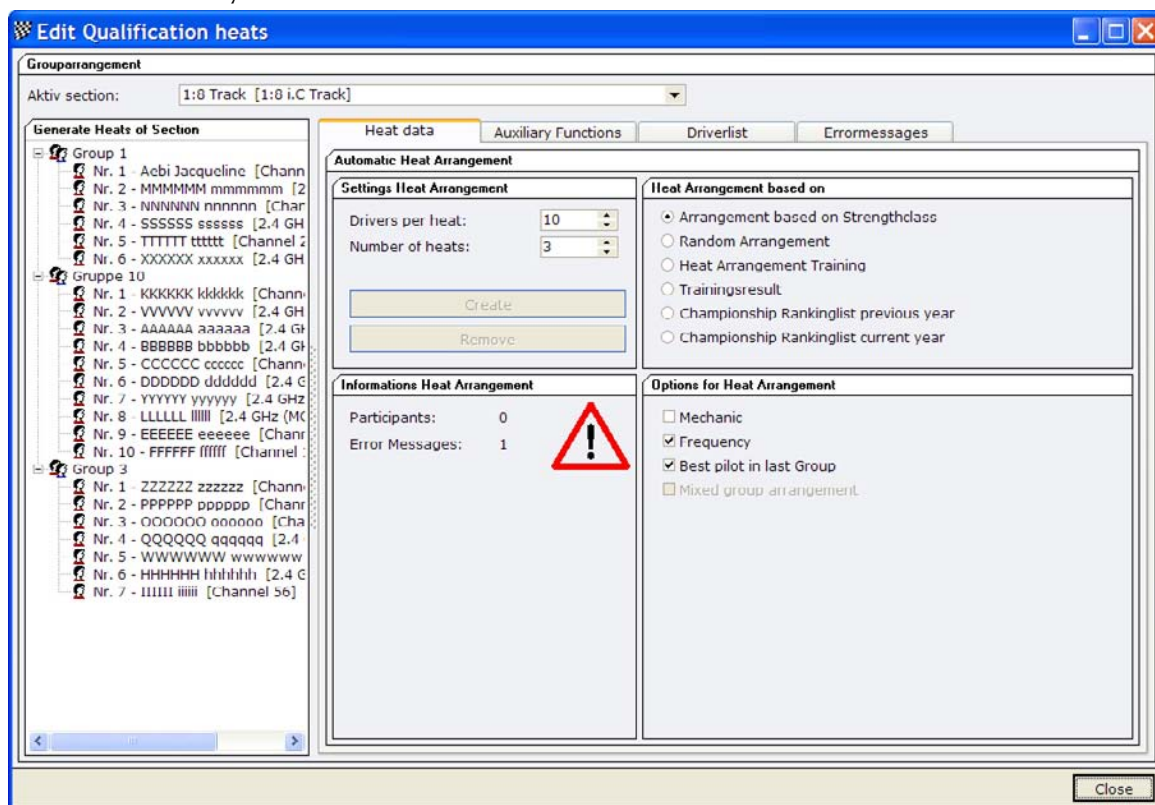 Edit Qualification heats
Grouparrangement
Aktiv section: 1:8 Track [1:8 i.C Track]
Generate Heats of Section
Group 1
Nr. 1 - Aebi Jacqueline [Chann
Nr. 2 - MMMMMM mmmmmm [2
Nr. 3 - NNNNNN nnnnnn [Char
Nr. 4 - SSSSSS ssssss [2.4 GH
Nr. 5 - TTTTTT tttttt [Channel 2
Nr. 6 - XXXXXX xxxxxx [2.4 GH
Gruppe 10
Nr. 1 - KKKKKK kkkkkk [Chann
Nr. 2 - VVVVVV vvvvvv [2.4 GH
Nr. 3 - AAAAAA aaaaaa [2.4 GH
Nr. 4 - BBBBBB bbbbbb [2.4 GH
Nr. 5 - CCCCCC cccccc [Chann
Nr. 6 - DDDDDD dddddd [2.4 G
Nr. 7 - YYYYYY yyyyyy [2.4 GHz
Nr. 8 - LLLLLL llllll [2.4 GHz (MC
Nr. 9 - EEEEEE eeeeee [Chanr
Nr. 10 - FFFFFF ffffff [Channel
Group 3
Nr. 1 - ZZZZZZ zzzzzz [Chann
Nr. 2 - PPPPPP pppppp [Chanr
Nr. 3 - OOOOOO oooooo [Cha
Nr. 4 - QQQQQQ qqqqqq [2.4
Nr. 5 - WWWWWW wwwwww
Nr. 6 - HHHHHH hhhhhh [2.4 G
Nr. 7 - IIIIII iiiiii [Channel 56]
Heat data
Auxiliary Functions
Driverlist
Errormessages
Automatic Heat Arrangement
Settings Heat Arrangement
Drivers per heat: 10
Number of heats: 3
Create
Remove
Heat Arrangement based on
Arrangement based on Strengthclass
Random Arrangement
Heat Arrangement Training
Trainingsresult
Championship Rankinglist previous year
Championship Rankinglist current year
Informations Heat Arrangement
Participants: 0
Error Messages: 1
Options for Heat Arrangement
Mechanic
Frequency
Best pilot in last Group
Mixed group arrangement
Close